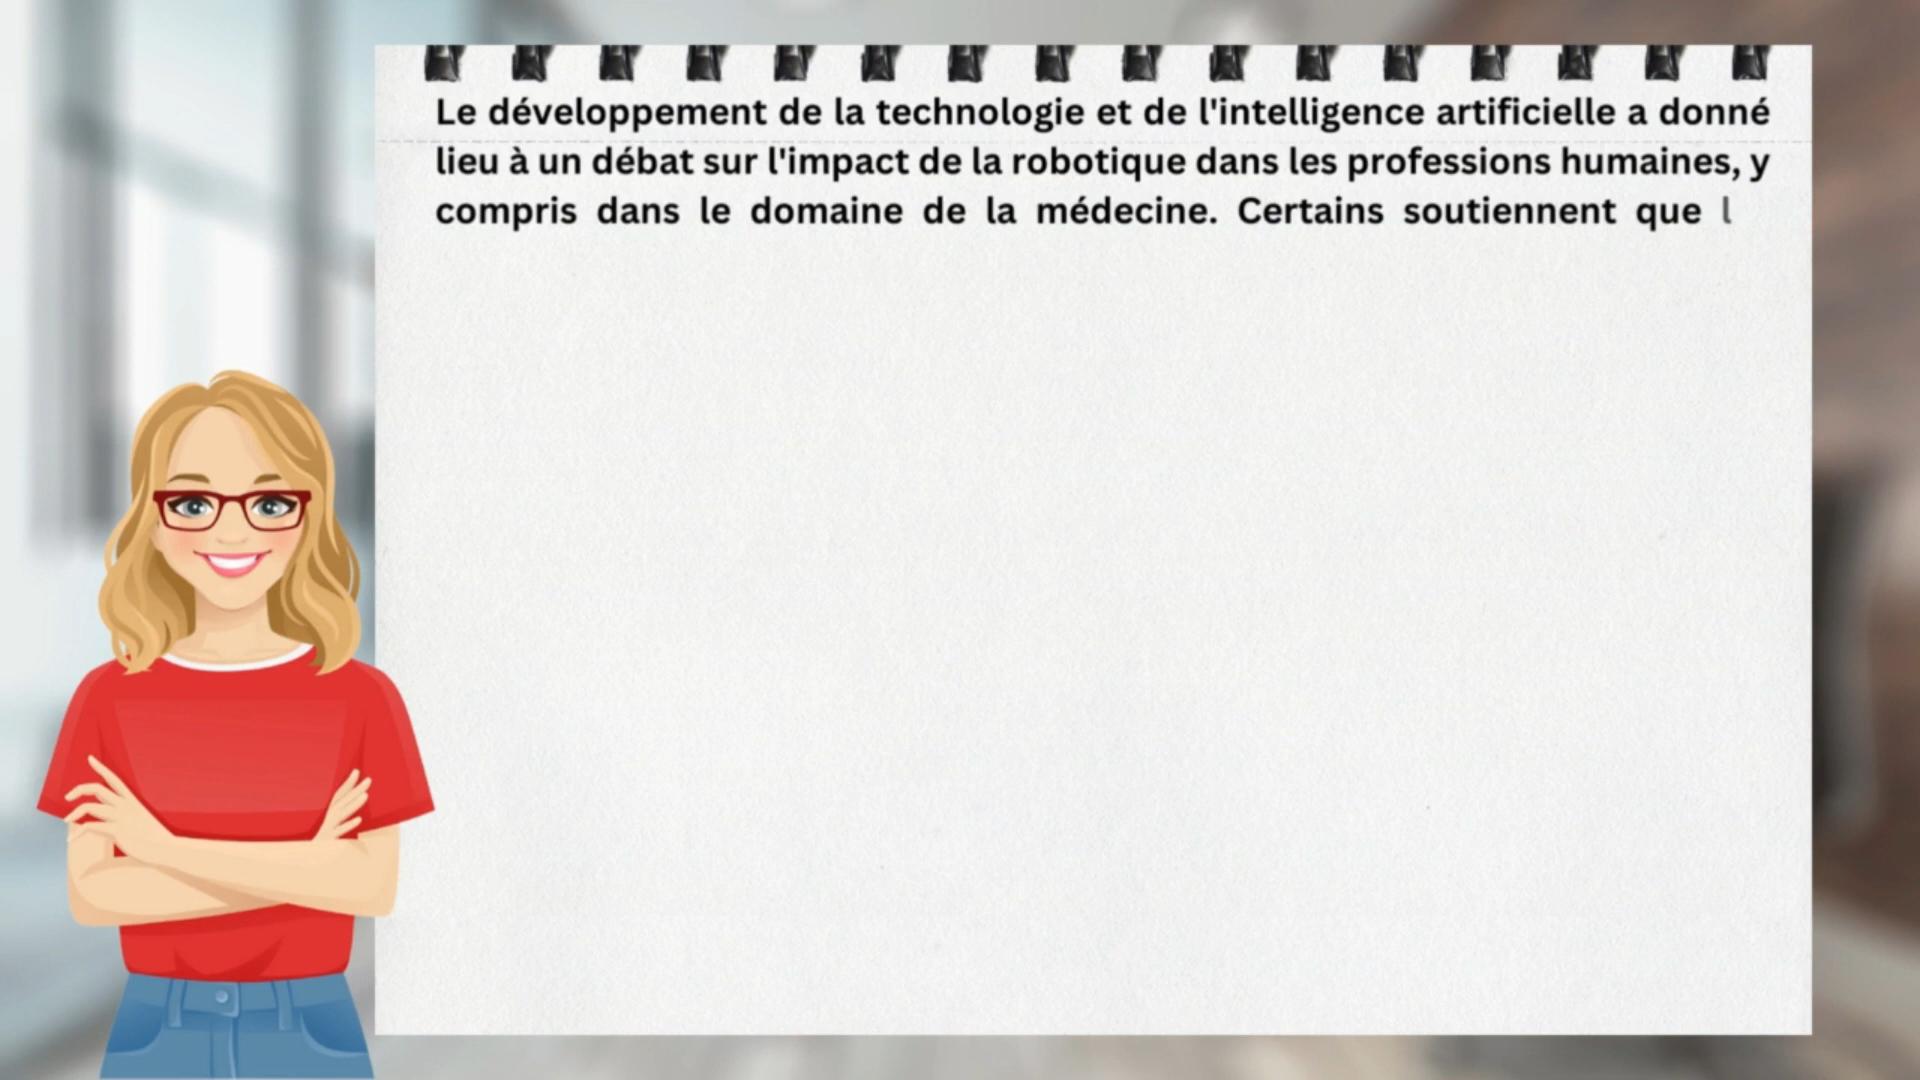 Le développement de la technologie et de l'intelligence artificielle a donné
lieu à un débat sur l'impact de la robotique dans les professions humaines, y
compris dans le domaine de la médecine. Certains soutiennent que l